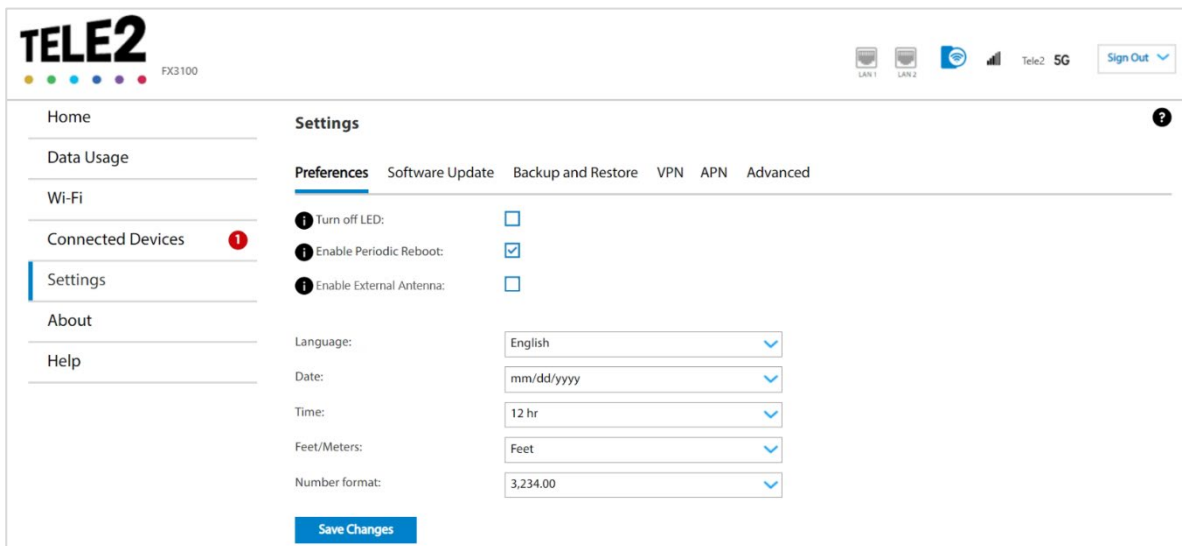 TELE2
FX3100
LAN 1
LAN 2
Tele2 5G
Sign Out
Home
Data Usage
Wi-Fi
Connected Devices 1
Settings
About
Help
Settings
?
Preferences Software Update Backup and Restore VPN APN Advanced
i Turn off LED:
i Enable Periodic Reboot:
i Enable External Antenna:
Language: English
Date: mm/dd/yyyy
Time: 12 hr
Feet/Meters: Feet
Number format: 3,234.00
Save Changes